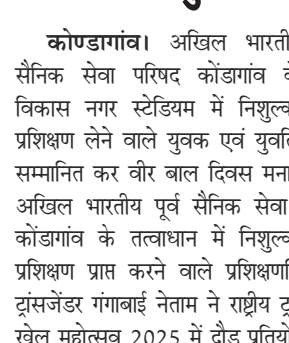 कोण्डागांव। अखिल भारती
सैनिक सेवा परिषद कोंडागांव
विकास नगर स्टेडियम में निशुल्क
प्रशिक्षण लेने वाले युवक एवं युवति
सम्मानित कर वीर बाल दिवस मना
अखिल भारतीय पूर्व सैनिक सेवा
कोंडागांव के तत्वाधान में निशुल्क
प्रशिक्षण प्राप्त करने वाले प्रशिक्षणा
ट्रांसजेंडर गंगाबाई नेताम ने राष्ट्रीय
खेल महोत्सव 2025 में दौड़ प्रतियो